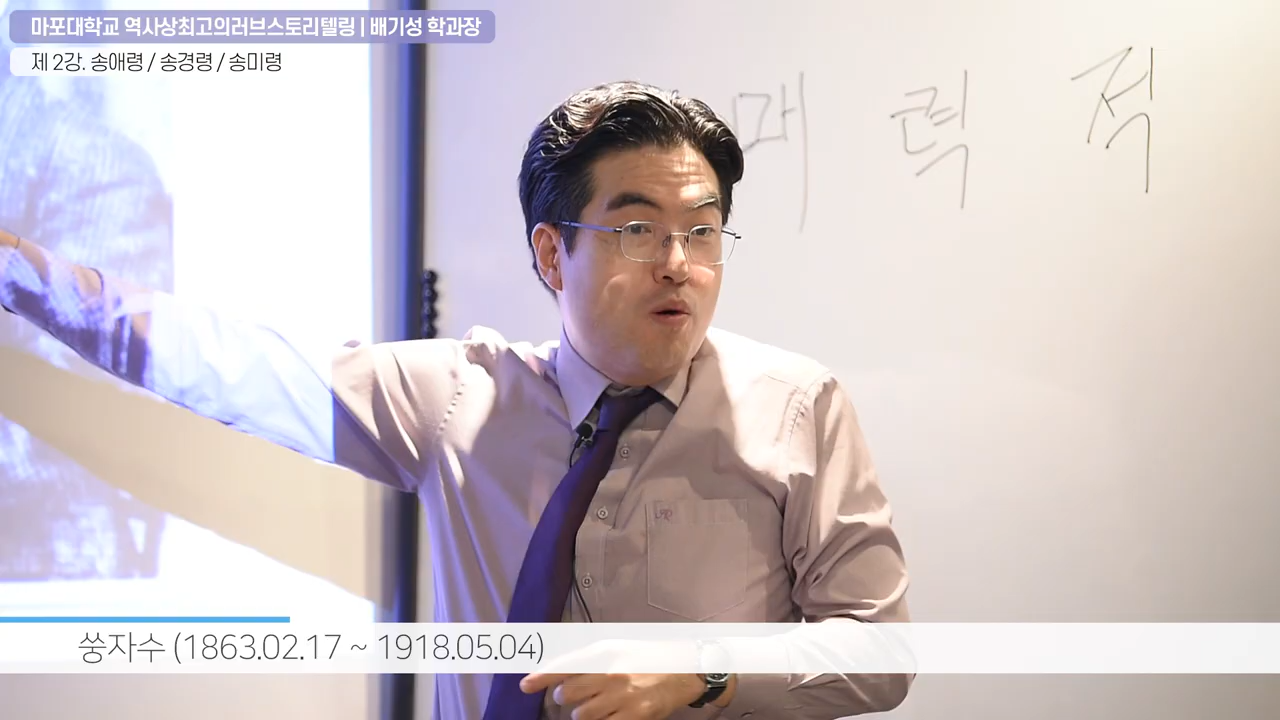 마포대학교 역사상최고의러브스토리텔링 | 배기성 학과장
제 2강. 송애령 / 송경령 / 송미령
매력적
쑹자수 (1863.02.17 ~ 1918.05.04)